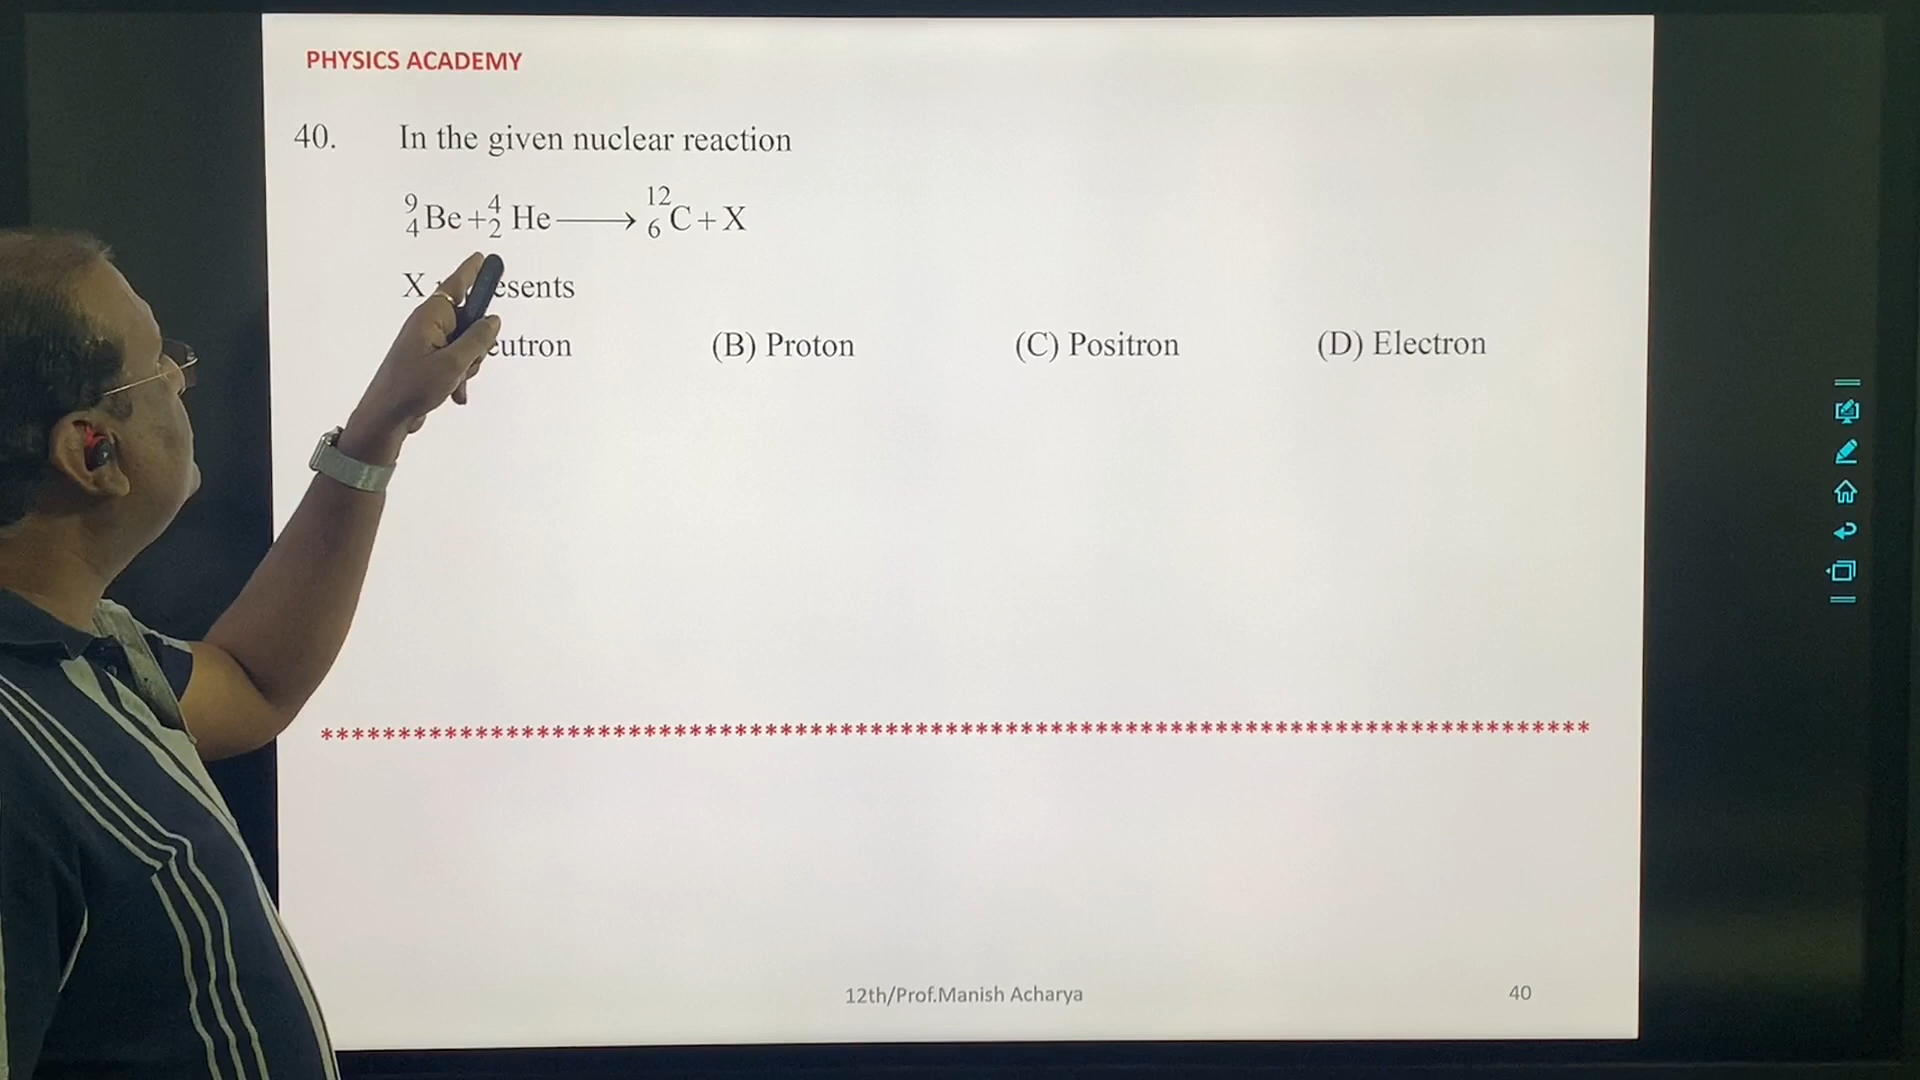 PHYSICS ACADEMY
40. In the given nuclear reaction
⁹₄Be+⁴₂He⟶¹²₆C+X
X esents
eutron (B) Proton (C) Positron (D) Electron
*************************************************************************************
12th/Prof.Manish Acharya 40